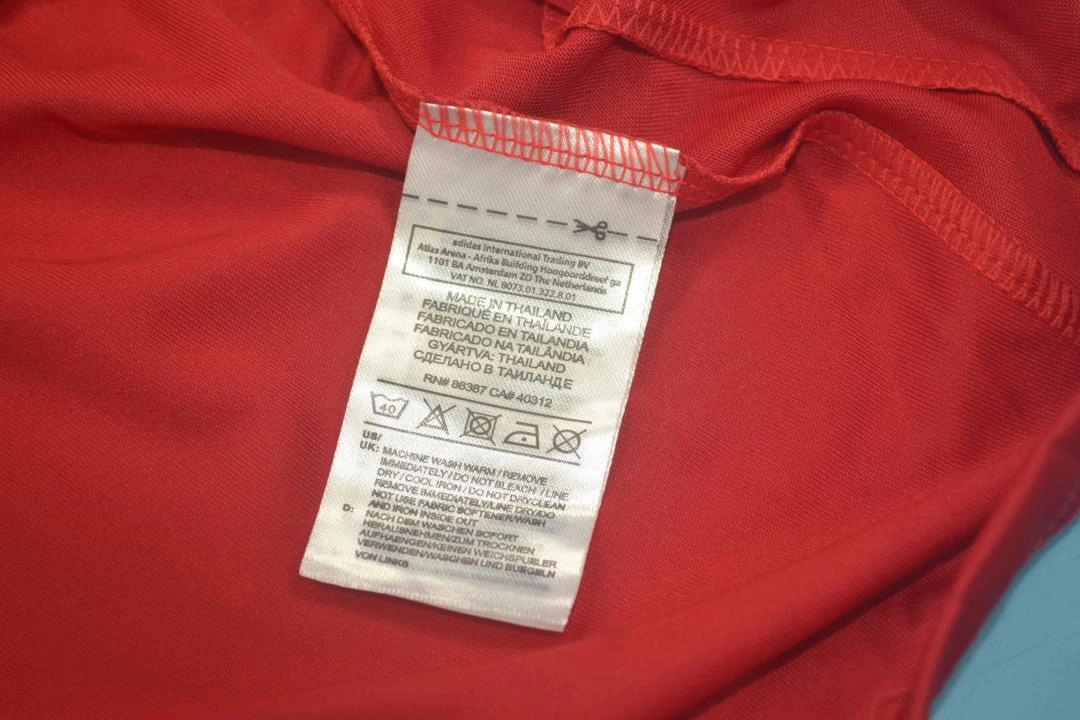 adidas International Trading BV
Atlas Arena - Afrika Building Hoogoorddreef 9a
1101 BA Amsterdam ZO The Netherlands
VAT NO. NL 8073.01.322.B.01
MADE IN THAILAND
FABRIQUÉ EN THAÏLANDE
FABRICADO EN TAILANDIA
FABRICADO NA TAILÂNDIA
GYÁRTVA: THAILAND
СДЕЛАНО В ТАИЛАНДЕ
RN# 88387 CA# 40312
40
US/
UK: MACHINE WASH WARM / REMOVE
IMMEDIATELY / DO NOT BLEACH / LINE
DRY / COOL IRON / DO NOT DRYCLEAN
REMOVE IMMEDIATELY/LINE DRY/DO
NOT USE FABRIC SOFTENER/WASH
AND IRON INSIDE OUT
D: NACH DEM WASCHEN SOFORT
HERAUSNEHMEN/ZUM TROCKNEN
AUFHAENGEN/KEINEN WEICHSPUELER
VERWENDEN/WASCHEN UND BUEGELN
VON LINKS